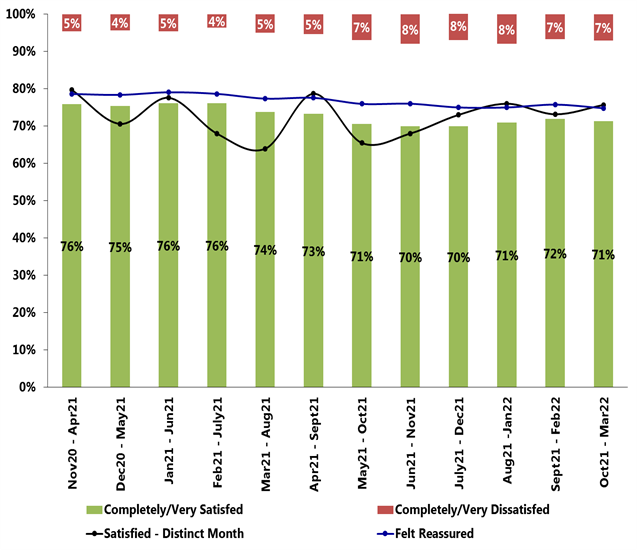 100%
90%
80%
70%
60%
50%
40%
30%
20%
10%
0%
5% 4% 5% 4% 5% 5% 7% 8% 8% 8% 7% 7%
76% 75% 76% 76% 74% 73% 71% 70% 70% 71% 72% 71%
Nov20 - Apr21
Dec20 - May21
Jan21 - Jun21
Feb21 - July21
Mar21 - Aug21
Apr21 - Sept21
May21 - Oct21
Jun21 - Nov21
July21 - Dec21
Aug21 -Jan22
Sept21 - Feb22
Oct21 - Mar22
Completely/Very Satisfed Completely/Very Dissatisfed
Satisfied - Distinct Month Felt Reassured